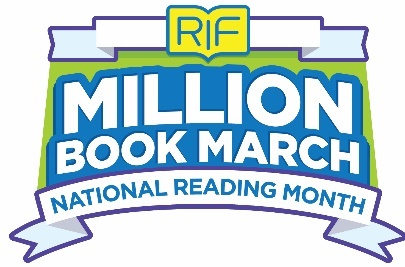 RIF
MILLION
BOOK MARCH
NATIONAL READING MONTH